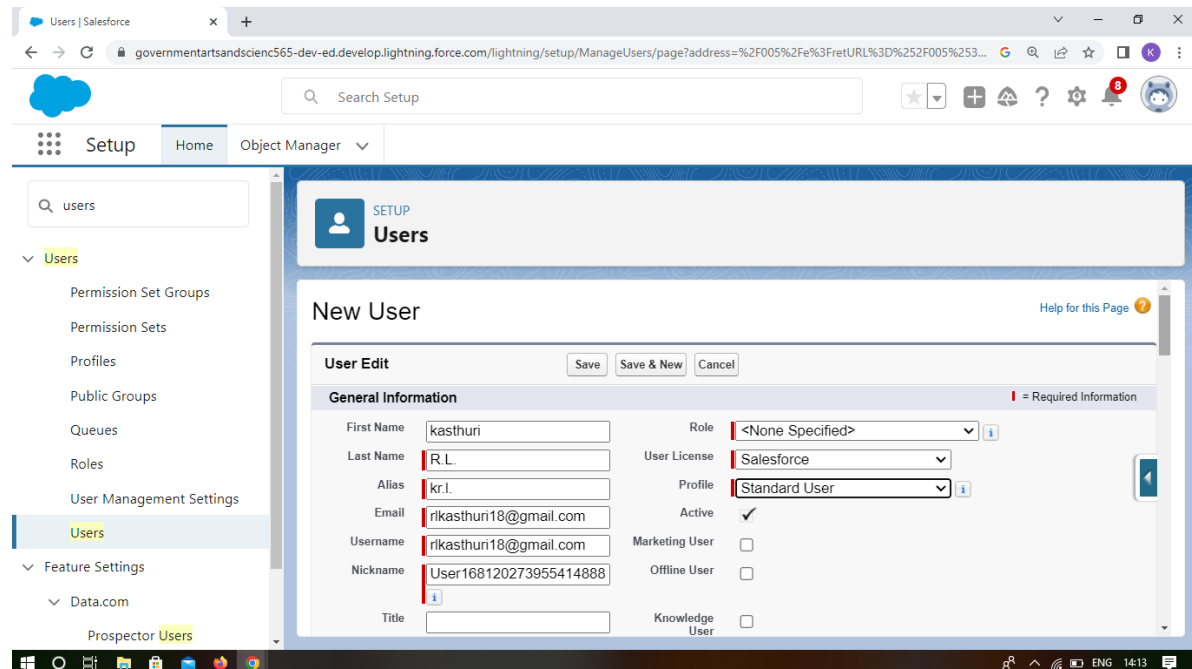 Users | Salesforce
governmentartsandscienc565-dev-ed.develop.lightning.force.com/lightning/setup/ManageUsers/page?address=%2F005%2Fe%3FretURL%3D%252F005%253...
G
K
Search Setup
8
Setup
Home
Object Manager
users
SETUP
Users
Users
Permission Set Groups
Permission Sets
Profiles
Public Groups
Queues
Roles
User Management Settings
Users
Feature Settings
Data.com
Prospector Users
New User
Help for this Page ?
User Edit
Save
Save & New
Cancel
General Information
= Required Information
First Name kasthuri
Role <None Specified>
Last Name R.L.
User License Salesforce
Alias kr.l.
Profile Standard User
Email rlkasthuri18@gmail.com
Active
Username rlkasthuri18@gmail.com
Marketing User
Nickname User168120273955414888
Offline User
Title
Knowledge
User
ENG 14:13